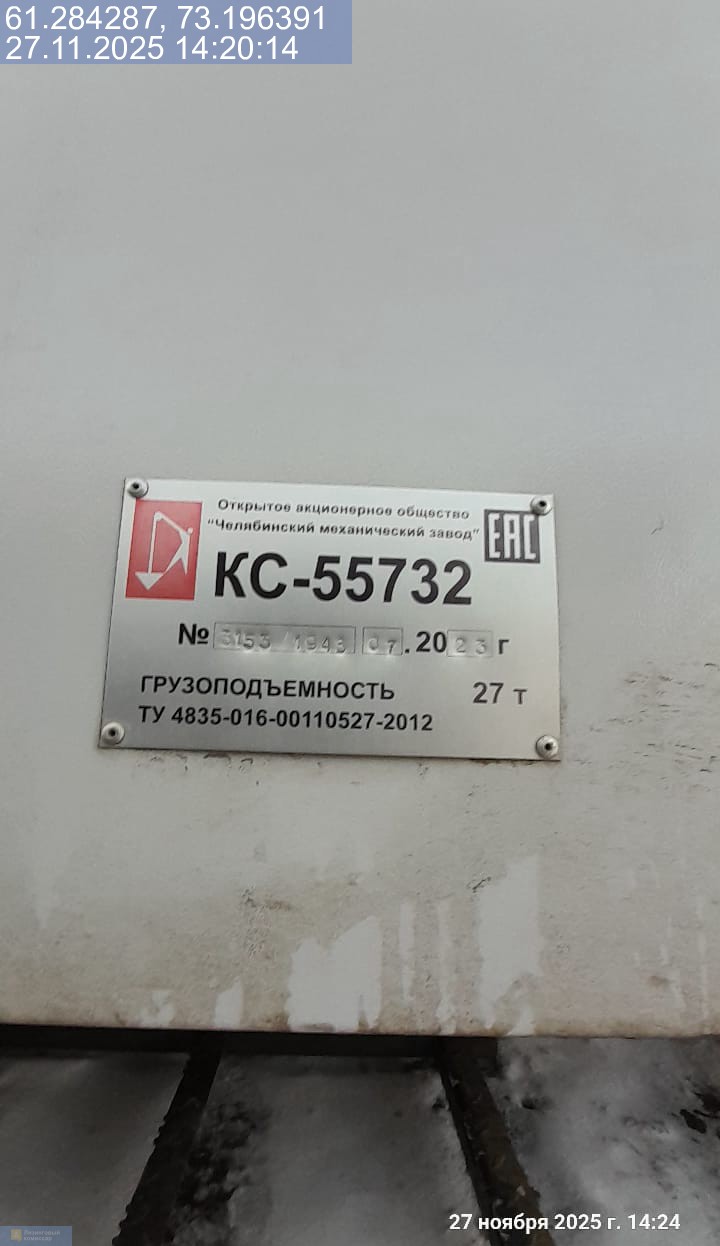 61.284287, 73.196391
27.11.2025 14:20:14
Открытое акционерное общество
"Челябинский механический завод"
EAC
КС-55732
№ 3153 / 1943 07.2023 г
ГРУЗОПОДЪЕМНОСТЬ 27 т
ТУ 4835-016-00110527-2012
27 ноября 2025 г. 14:24